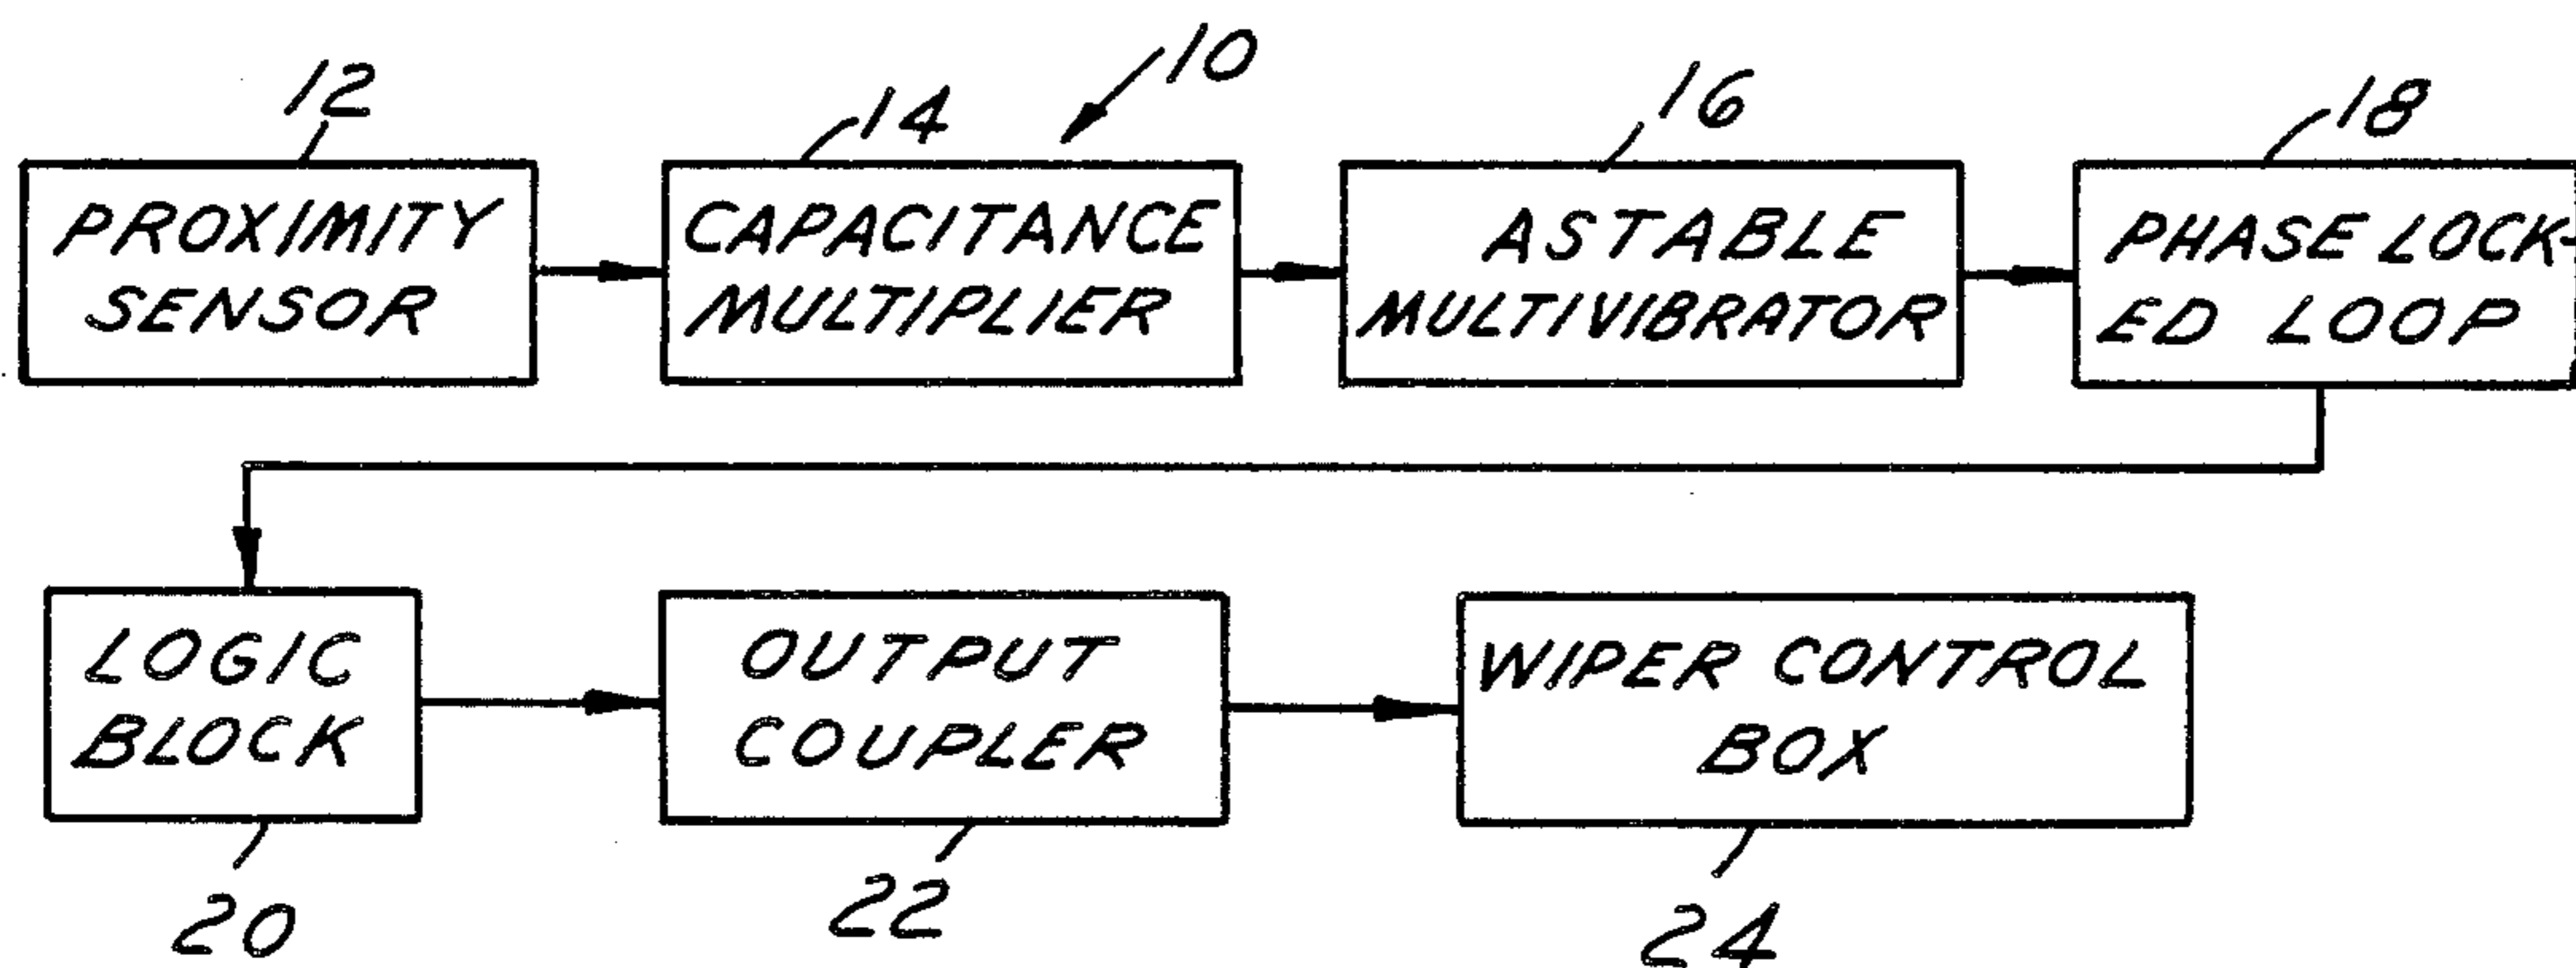 10
12
14
16
18
PROXIMITY
SENSOR
CAPACITANCE
MULTIPLIER
ASTABLE
MULTIVIBRATOR
PHASE LOCK-
ED LOOP
LOGIC
BLOCK
OUTPUT
COUPLER
WIPER CONTROL
BOX
20
22
24